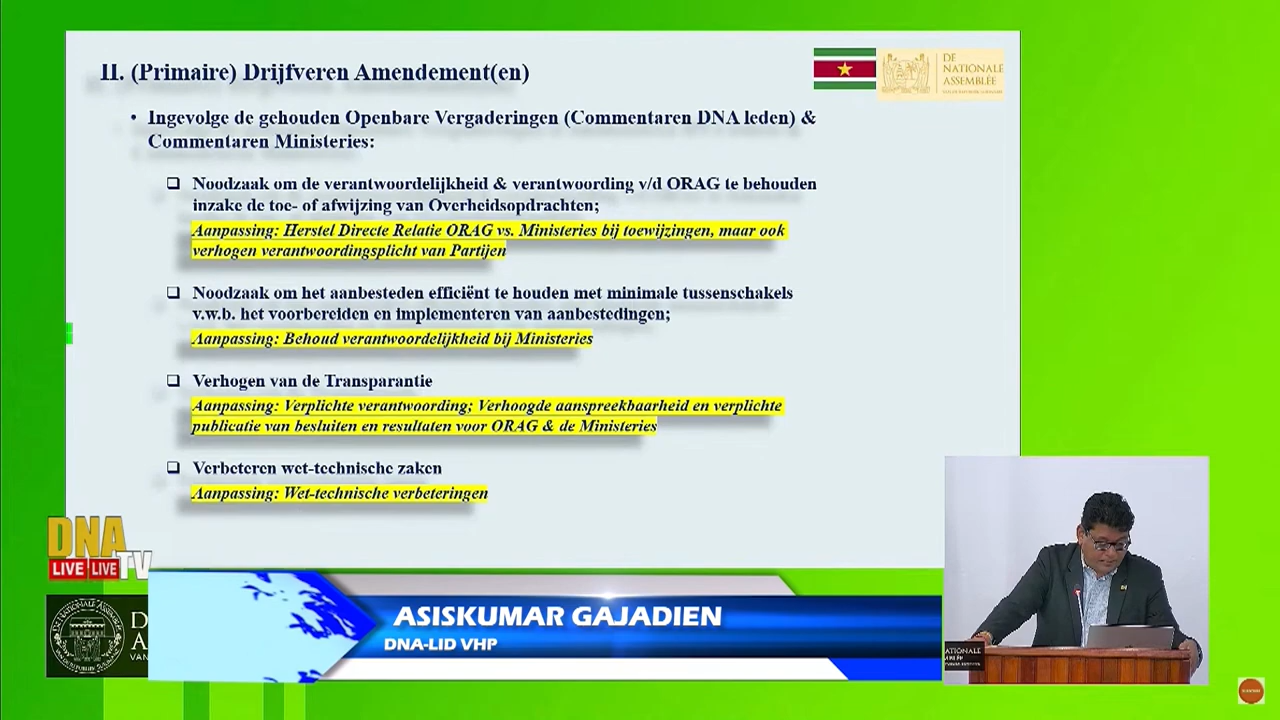 II. (Primaire) Drijfveren Amendement(en)
DE
NATIONALE
ASSEMBLÉE
• Ingevolge de gehouden Openbare Vergaderingen (Commentaren DNA leden) &
Commentaren Ministeries:
❑ Noodzaak om de verantwoordelijkheid & verantwoording v/d ORAG te behouden
inzake de toe- of afwijzing van Overheidsopdrachten;
Aanpassing: Herstel Directe Relatie ORAG vs. Ministeries bij toewijzingen, maar ook
verhogen verantwoordingsplicht van Partijen
❑ Noodzaak om het aanbesteden efficiënt te houden met minimale tussenschakels
v.w.b. het voorbereiden en implementeren van aanbestedingen;
Aanpassing: Behoud verantwoordelijkheid bij Ministeries
❑ Verhogen van de Transparantie
Aanpassing: Verplichte verantwoording; Verhoogde aanspreekbaarheid en verplichte
publicatie van besluiten en resultaten voor ORAG & de Ministeries
❑ Verbeteren wet-technische zaken
Aanpassing: Wet-technische verbeteringen
DNA
LIVE LIVE TV
D
A
VAN
ASISKUMAR GAJADIEN
DNA-LID VHP
NATIONALE